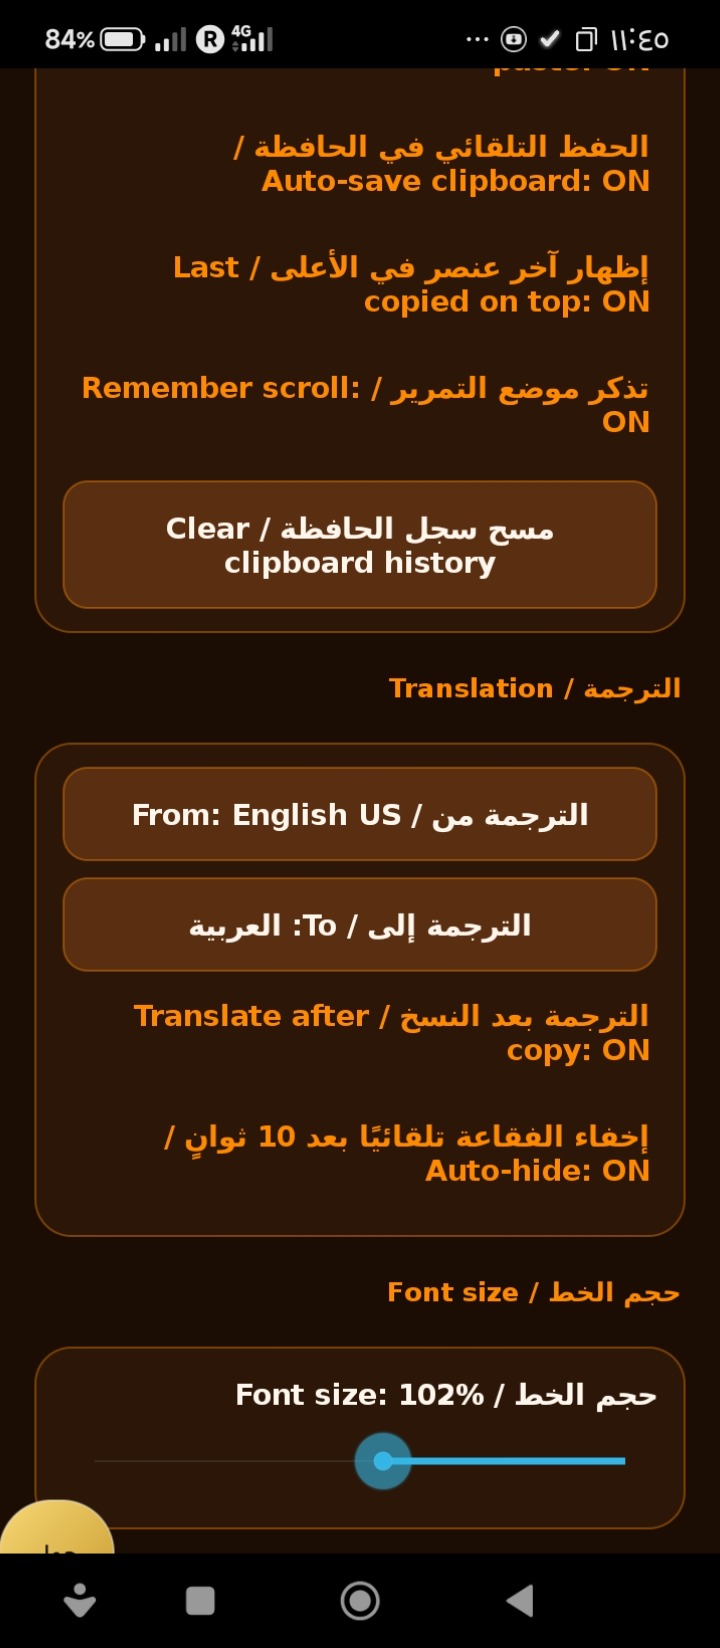 84%
4G
R
١١:٤٥
الحفظ التلقائي في الحافظة /
Auto-save clipboard: ON
إظهار آخر عنصر في الأعلى / Last
copied on top: ON
تذكر موضع التمرير / Remember scroll:
ON
مسح سجل الحافظة / Clear
clipboard history
الترجمة / Translation
الترجمة من / From: English US
الترجمة إلى / To: العربية
الترجمة بعد النسخ / Translate after
copy: ON
إخفاء الفقاعة تلقائيًا بعد 10 ثوانٍ /
Auto-hide: ON
حجم الخط / Font size
حجم الخط / Font size: 102%